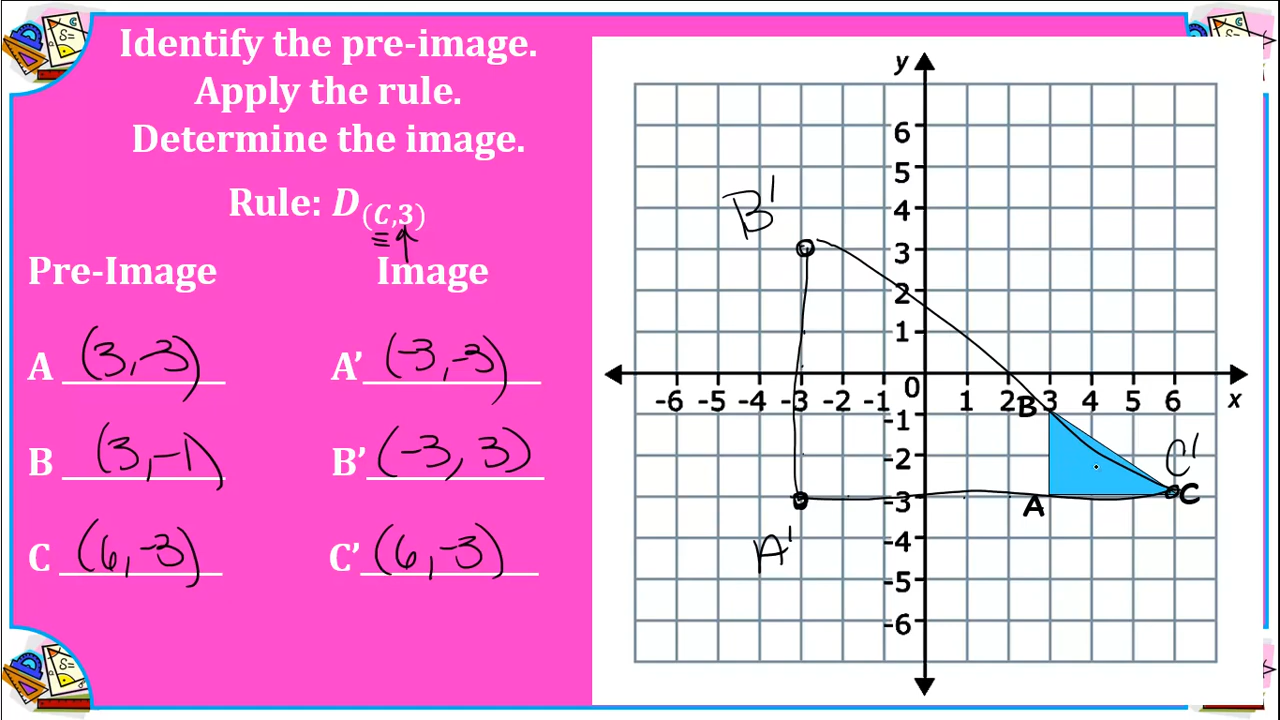 Identify the pre-image.
Apply the rule.
Determine the image.
Rule: D(C,3)
Pre-Image Image
A (3,-3) A’ (-3,-3)
B (3,-1) B’ (-3, 3)
C (6,-3) C’ (6,-3)
y
6
5
4
3
2
1
0
-6 -5 -4 -3 -2 -1 1 2 3 4 5 6 x
-1
-2
-3
-4
-5
-6
B'
B
C'
C
A
A'